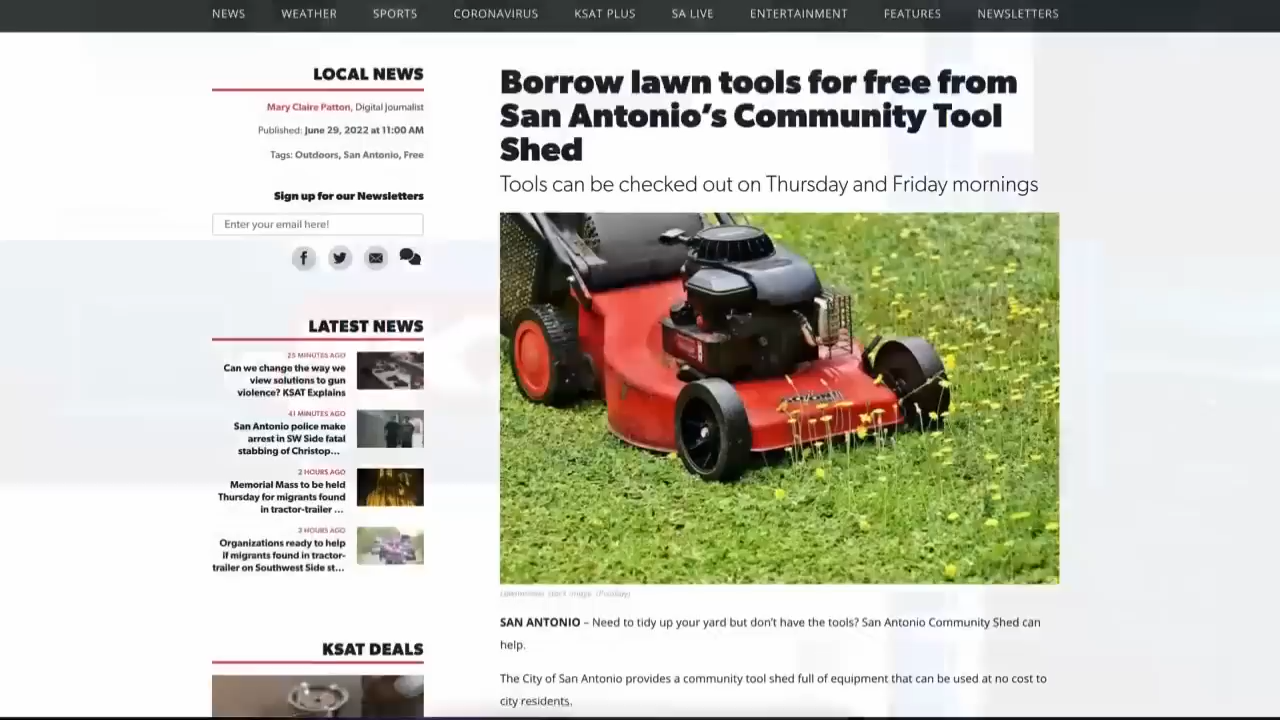 NEWS WEATHER SPORTS CORONAVIRUS KSAT PLUS SA LIVE ENTERTAINMENT FEATURES NEWSLETTERS
LOCAL NEWS
Mary Claire Patton, Digital Journalist
Published: June 29, 2022 at 11:00 AM
Tags: Outdoors, San Antonio, Free
Sign up for our Newsletters
Enter your email here!
LATEST NEWS
25 MINUTES AGO
Can we change the way we
view solutions to gun
violence? KSAT Explains
41 MINUTES AGO
San Antonio police make
arrest in SW Side fatal
stabbing of Christop...
2 HOURS AGO
Memorial Mass to be held
Thursday for migrants found
in tractor-trailer ...
HOURS AGO
Organizations ready to help
if migrants found in tractor-
trailer on Southwest Side st...
KSAT DEALS
Borrow lawn tools for free from
San Antonio's Community Tool
Shed
Tools can be checked out on Thursday and Friday mornings
Lawnmower stock image. (Pixabay)
SAN ANTONIO – Need to tidy up your yard but don't have the tools? San Antonio Community Shed can
help.
The City of San Antonio provides a community tool shed full of equipment that can be used at no cost to
city residents.